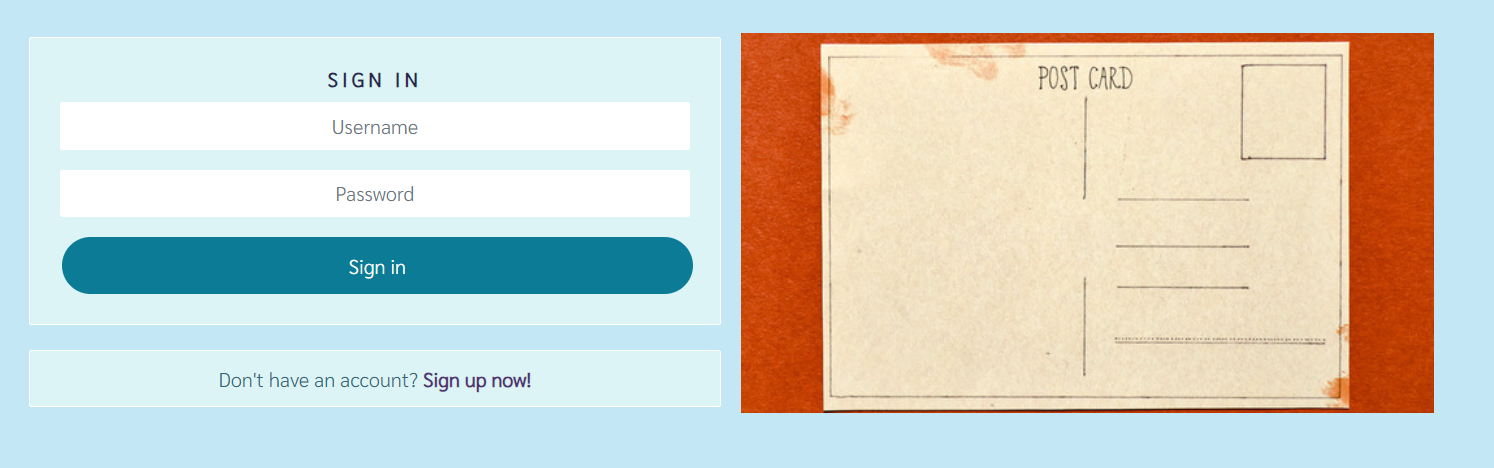 SIGN IN
Username
Password
Sign in
Don't have an account? Sign up now!
POST CARD